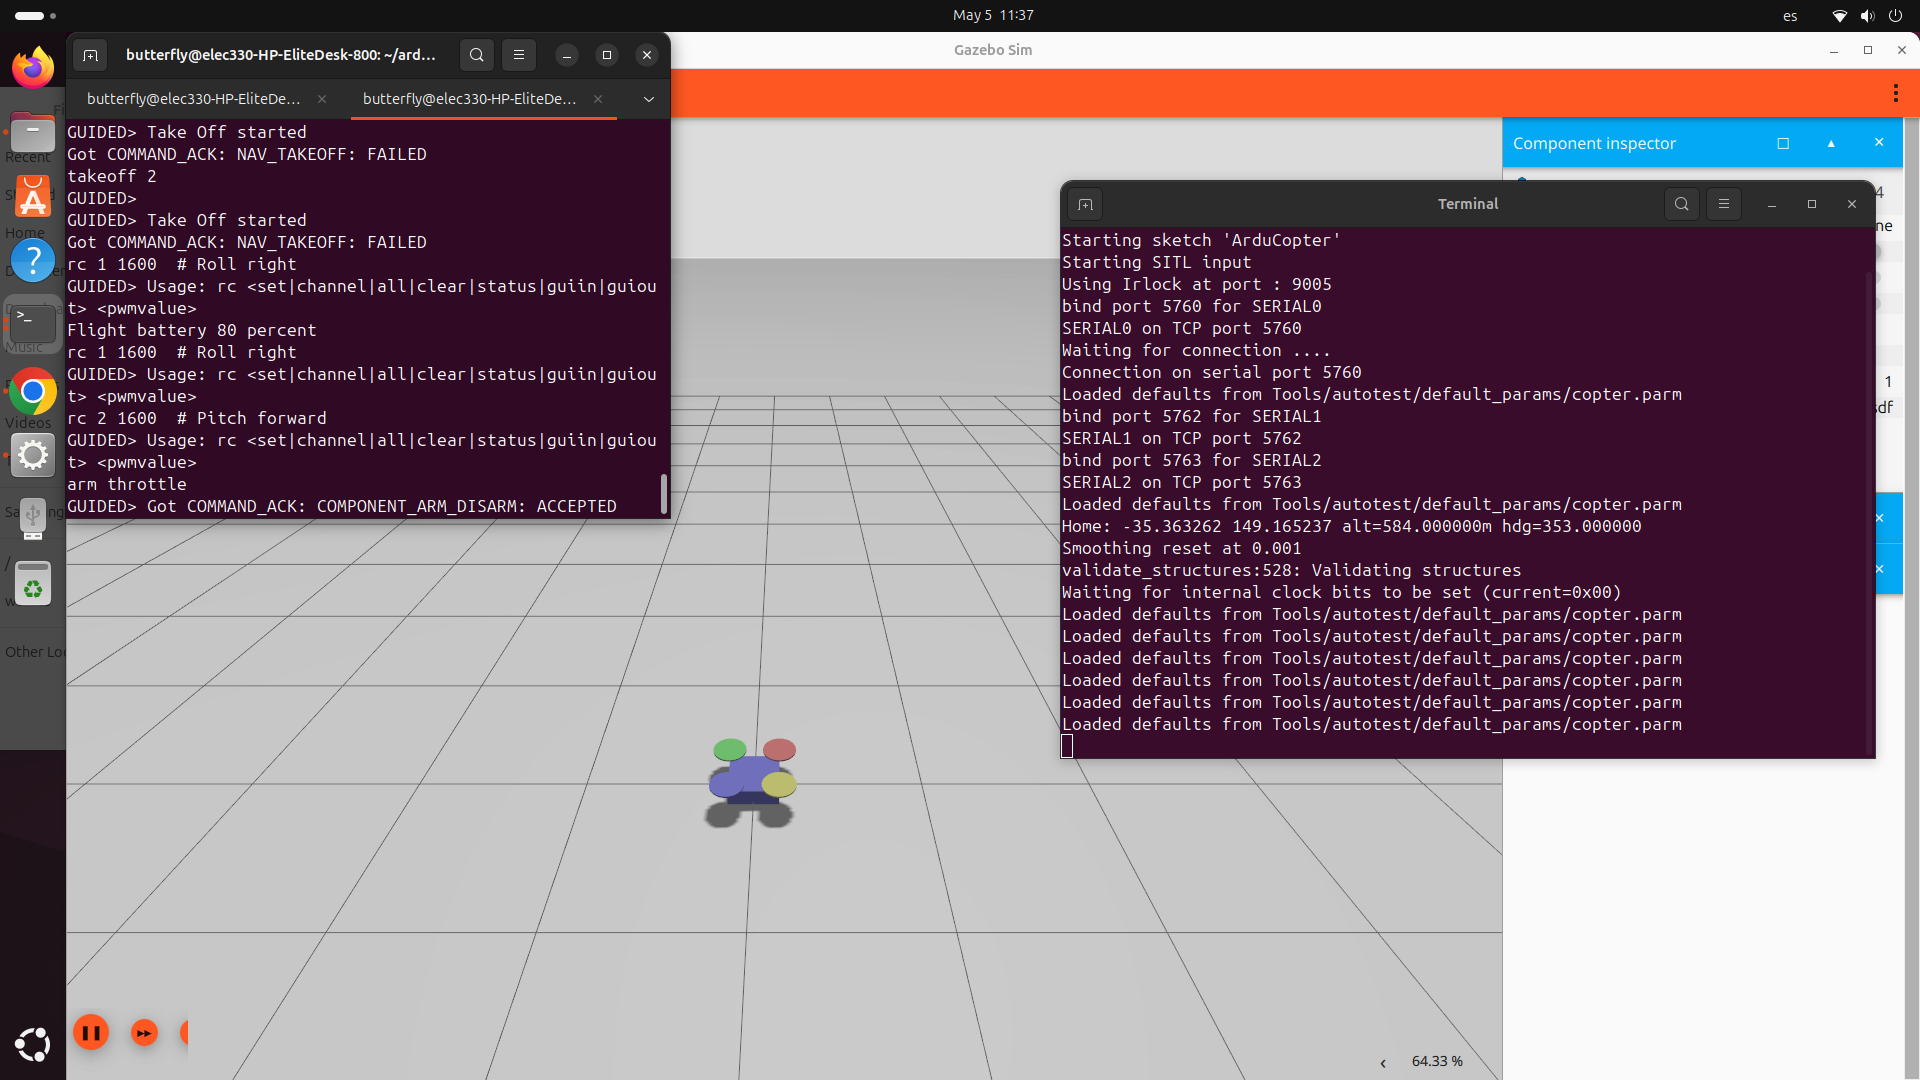 May 5  11:37
es
butterfly@elec330-HP-EliteDesk-800: ~/ard...
Gazebo Sim
butterfly@elec330-HP-EliteDe...
butterfly@elec330-HP-EliteDe...
GUIDED> Take Off started
Got COMMAND_ACK: NAV_TAKEOFF: FAILED
takeoff 2
GUIDED>
GUIDED> Take Off started
Got COMMAND_ACK: NAV_TAKEOFF: FAILED
rc 1 1600  # Roll right
GUIDED> Usage: rc <set|channel|all|clear|status|guiin|guiou
t> <pwmvalue>
Flight battery 80 percent
rc 1 1600  # Roll right
GUIDED> Usage: rc <set|channel|all|clear|status|guiin|guiou
t> <pwmvalue>
rc 2 1600  # Pitch forward
GUIDED> Usage: rc <set|channel|all|clear|status|guiin|guiou
t> <pwmvalue>
arm throttle
GUIDED> Got COMMAND_ACK: COMPONENT_ARM_DISARM: ACCEPTED
Recent
Home
Music
Videos
Other Lo
Component inspector
4
ne
1
sdf
Terminal
Starting sketch 'ArduCopter'
Starting SITL input
Using Irlock at port : 9005
bind port 5760 for SERIAL0
SERIAL0 on TCP port 5760
Waiting for connection ....
Connection on serial port 5760
Loaded defaults from Tools/autotest/default_params/copter.parm
bind port 5762 for SERIAL1
SERIAL1 on TCP port 5762
bind port 5763 for SERIAL2
SERIAL2 on TCP port 5763
Loaded defaults from Tools/autotest/default_params/copter.parm
Home: -35.363262 149.165237 alt=584.000000m hdg=353.000000
Smoothing reset at 0.001
validate_structures:528: Validating structures
Waiting for internal clock bits to be set (current=0x00)
Loaded defaults from Tools/autotest/default_params/copter.parm
Loaded defaults from Tools/autotest/default_params/copter.parm
Loaded defaults from Tools/autotest/default_params/copter.parm
Loaded defaults from Tools/autotest/default_params/copter.parm
Loaded defaults from Tools/autotest/default_params/copter.parm
Loaded defaults from Tools/autotest/default_params/copter.parm
64.33 %